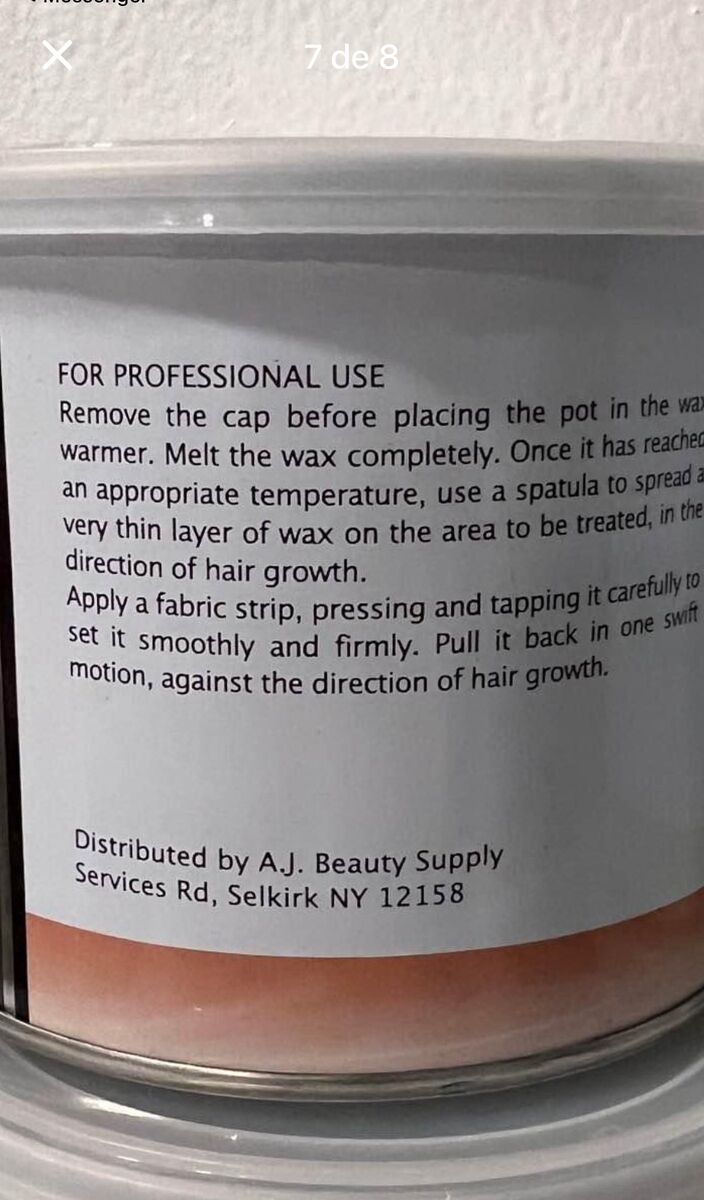 7 de 8
FOR PROFESSIONAL USE
Remove the cap before placing the pot in the wax
warmer. Melt the wax completely. Once it has reached
an appropriate temperature, use a spatula to spread a
very thin layer of wax on the area to be treated, in the
direction of hair growth.
Apply a fabric strip, pressing and tapping it carefully to
set it smoothly and firmly. Pull it back in one swift
motion, against the direction of hair growth.
Distributed by A.J. Beauty Supply
Services Rd, Selkirk NY 12158